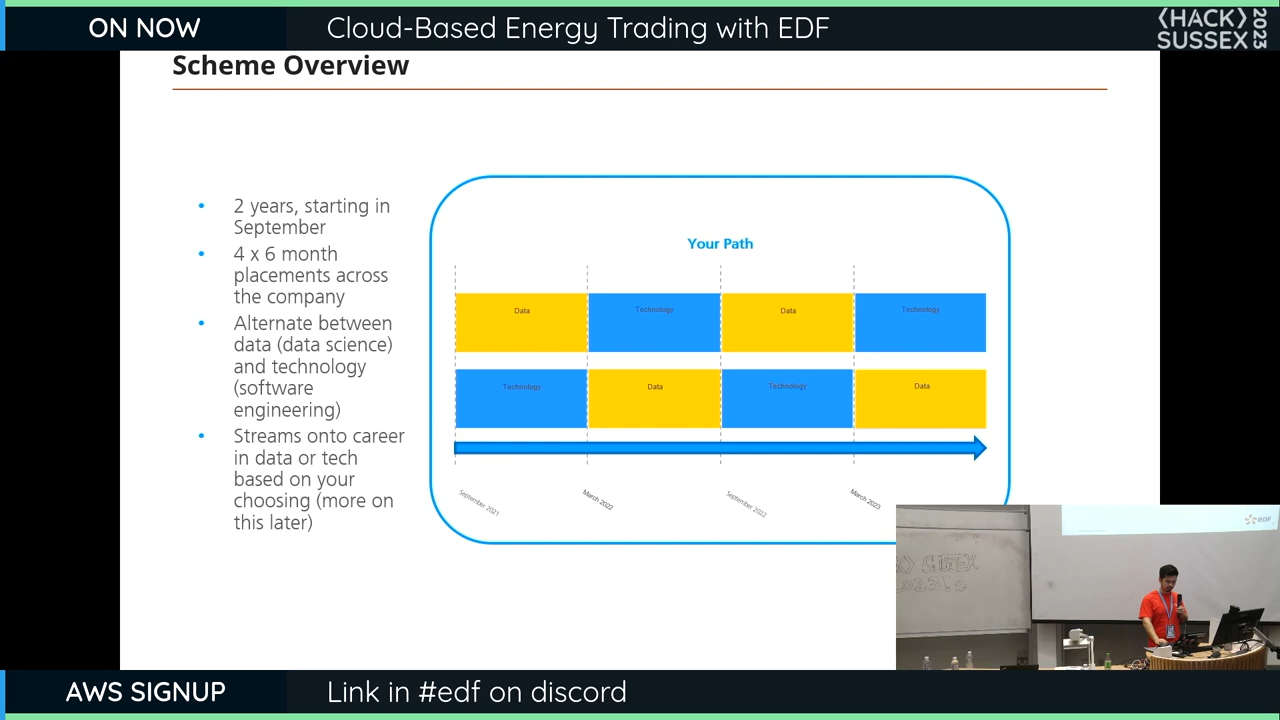 ON NOW
Cloud-Based Energy Trading with EDF
⟨HACK⟩
SUSSEX
2023
Scheme Overview
• 2 years, starting in
September
• 4 x 6 month
placements across
the company
• Alternate between
data (data science)
and technology
(software
engineering)
• Streams onto career
in data or tech
based on your
choosing (more on
this later)
Your Path
Data
Technology
Data
Technology
Technology
Data
Technology
Data
September 2021
March 2022
September 2022
March 2023
edf
SUSSEX
AWS SIGNUP
Link in #edf on discord